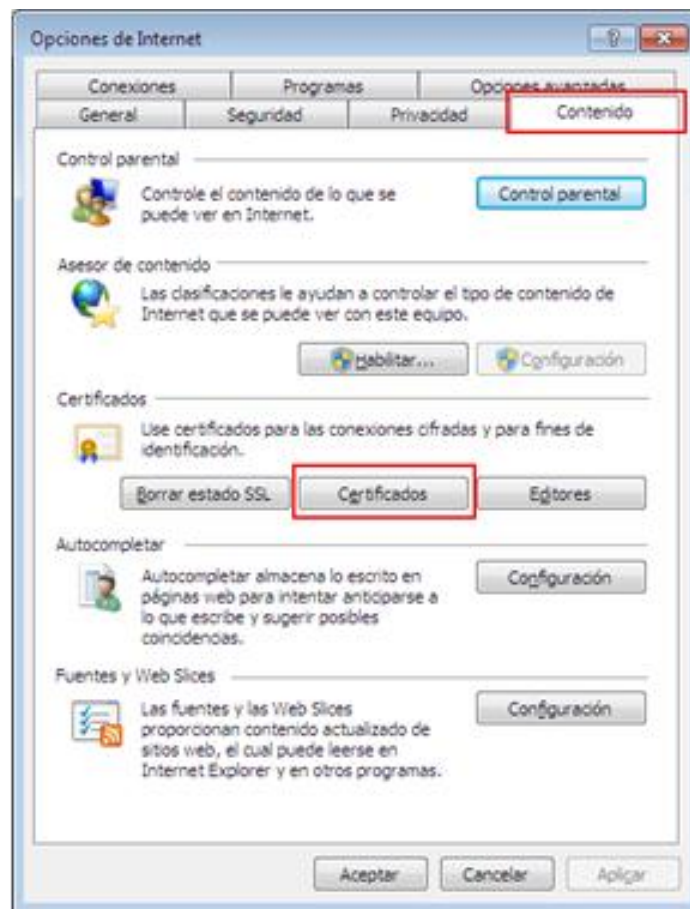 Opciones de Internet
Conexiones Programas Opciones avanzadas
General Seguridad Privacidad Contenido
Control parental
Controle el contenido de lo que se
puede ver en Internet.
Control parental
Asesor de contenido
Las clasificaciones le ayudan a controlar el tipo de contenido de
Internet que se puede ver con este equipo.
Habilitar... Configuración
Certificados
Use certificados para las conexiones cifradas y para fines de
identificación.
Borrar estado SSL Certificados Editores
Autocompletar
Autocompletar almacena lo escrito en
páginas web para intentar anticiparse a
lo que escribe y sugerir posibles
coincidencias.
Configuración
Fuentes y Web Slices
Las fuentes y las Web Slices
proporcionan contenido actualizado de
sitios web, el cual puede leerse en
Internet Explorer y en otros programas.
Configuración
Aceptar Cancelar Aplicar